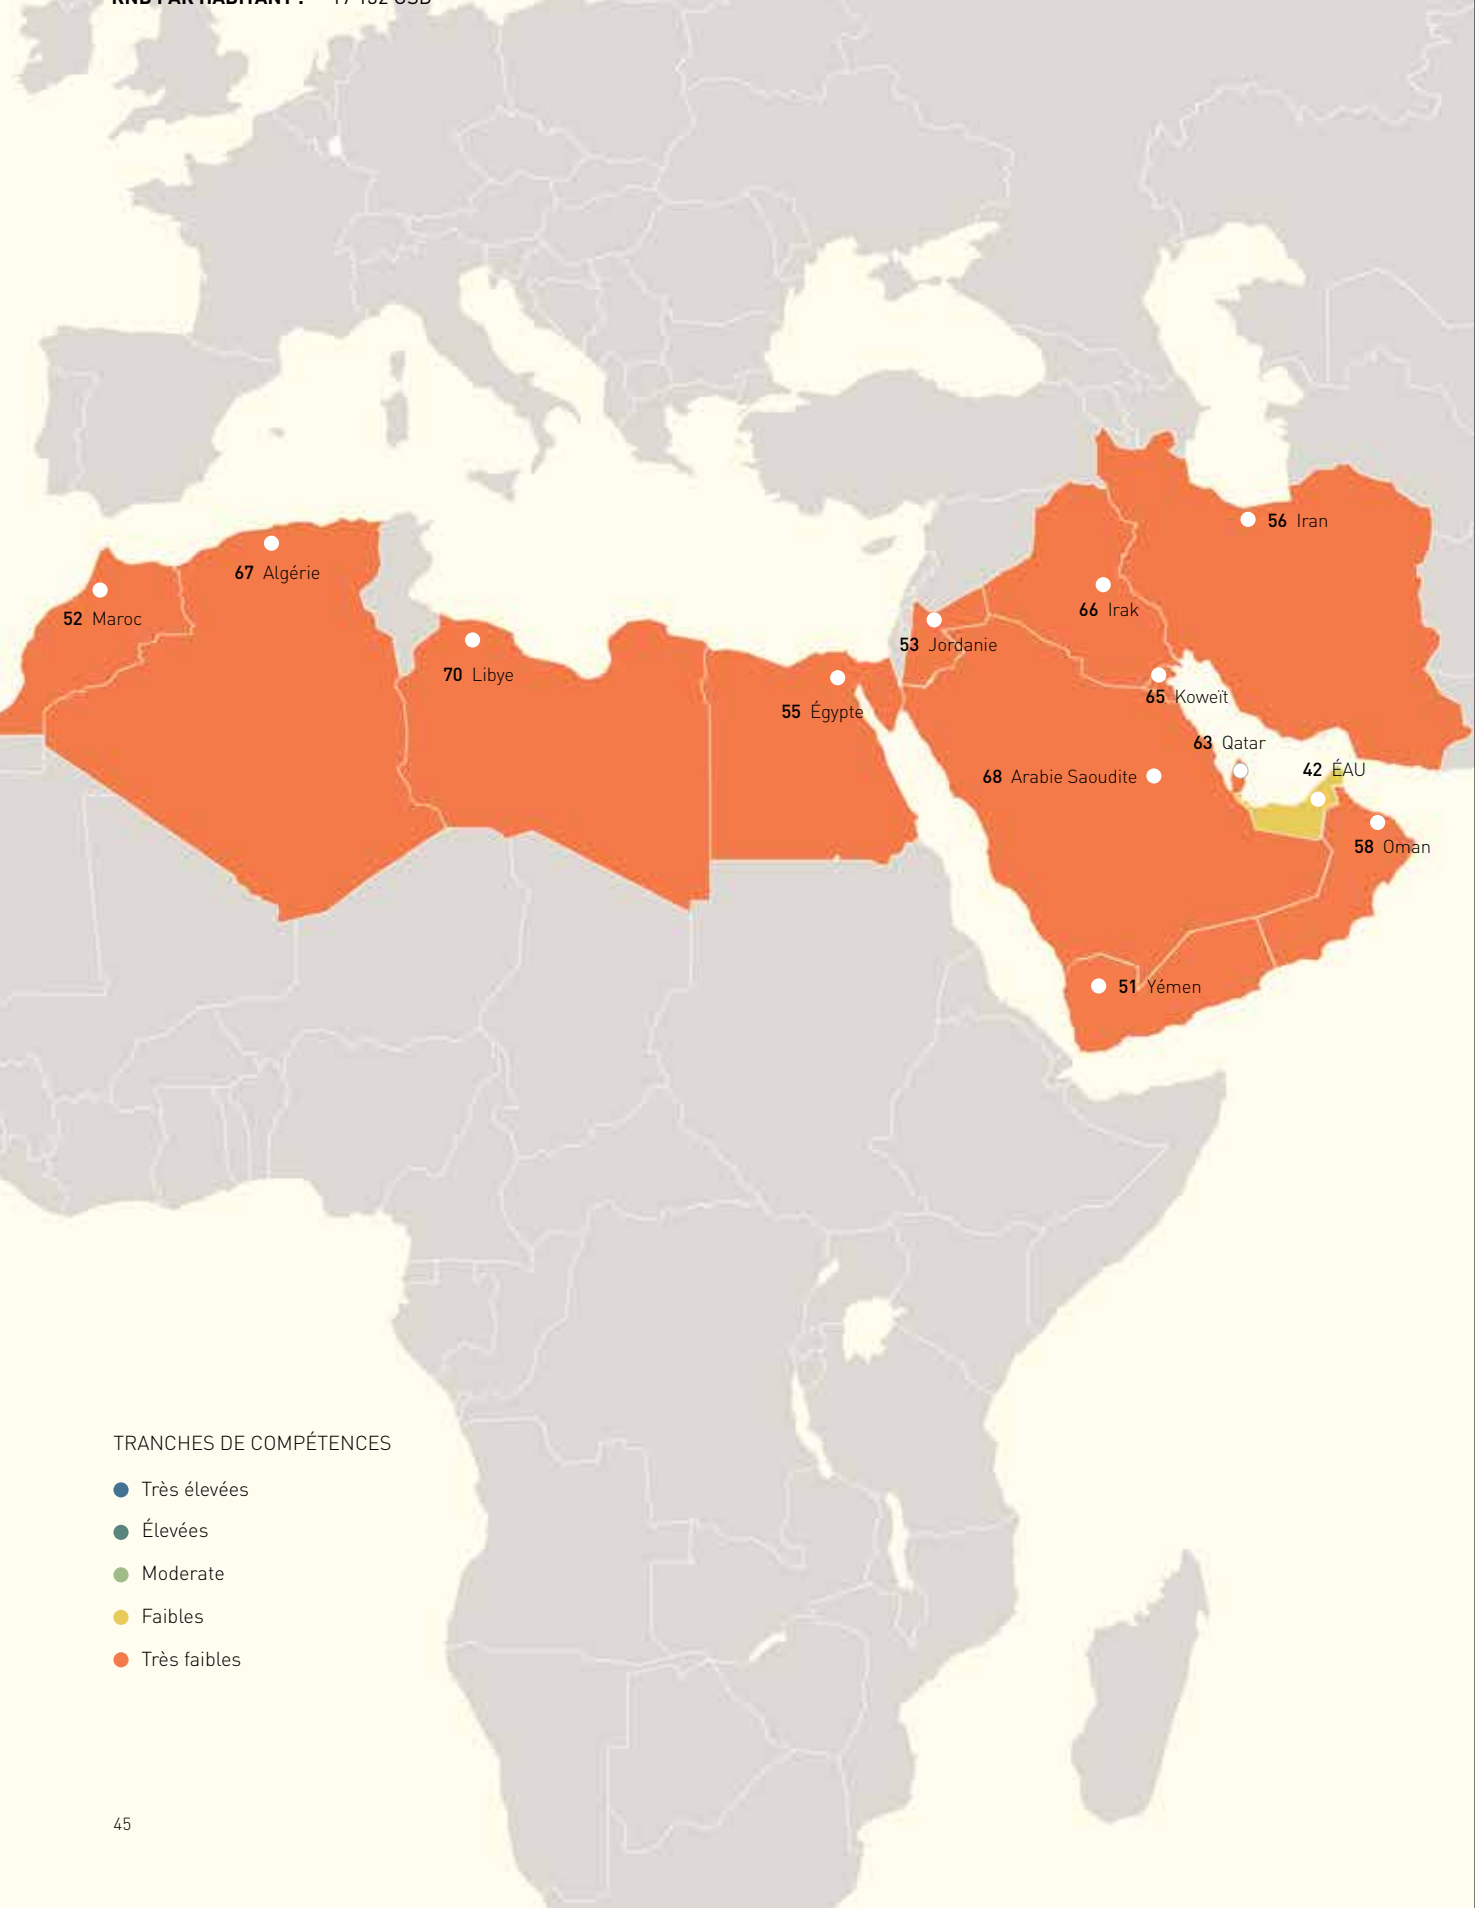 56 Iran
67 Algérie
52 Maroc
66 Irak
53 Jordanie
70 Libye
65 Koweït
55 Égypte
63 Qatar
42 ÉAU
68 Arabie Saoudite
58 Oman
51 Yémen
TRANCHES DE COMPÉTENCES
Très élevées
Élevées
Moderate
Faibles
Très faibles
45